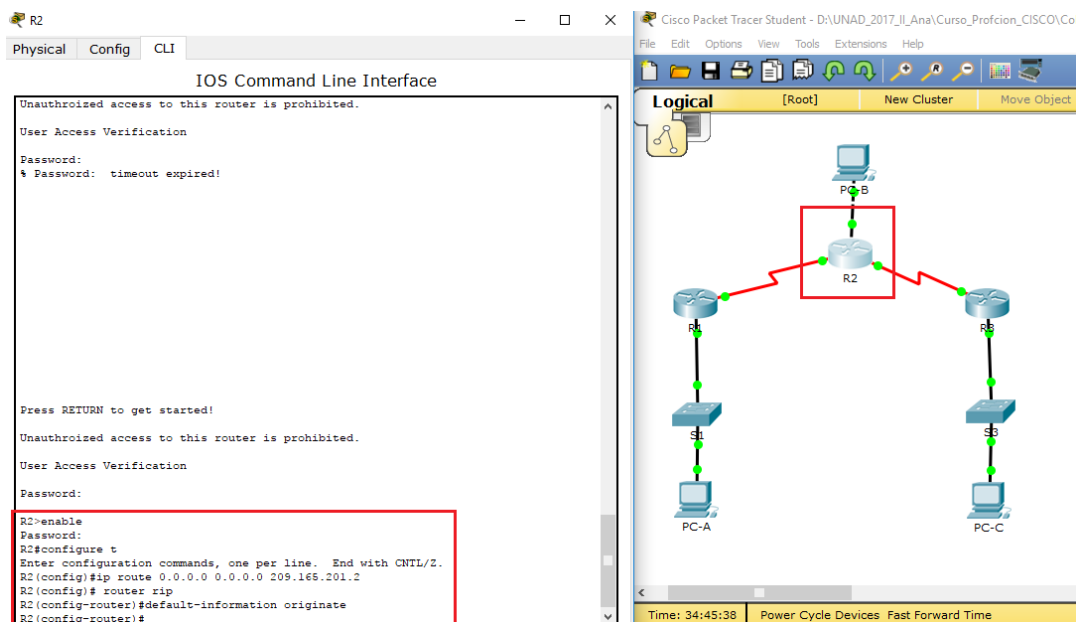 R2
Physical Config CLI
IOS Command Line Interface
Unauthroized access to this router is prohibited.
User Access Verification
Password:
% Password:  timeout expired!
Press RETURN to get started!
Unauthroized access to this router is prohibited.
User Access Verification
Password:
R2>enable
Password:
R2#configure t
Enter configuration commands, one per line.  End with CNTL/Z.
R2(config)#ip route 0.0.0.0 0.0.0.0 209.165.201.2
R2(config)# router rip
R2(config-router)#default-information originate
R2(config-router)#
Cisco Packet Tracer Student - D:\UNAD_2017_II_Ana\Curso_Profcion_CISCO\Co
File Edit Options View Tools Extensions Help
Logical [Root] New Cluster Move Object
PC-B
R2
R1 R3
S1 S3
PC-A PC-C
Time: 34:45:38 Power Cycle Devices Fast Forward Time